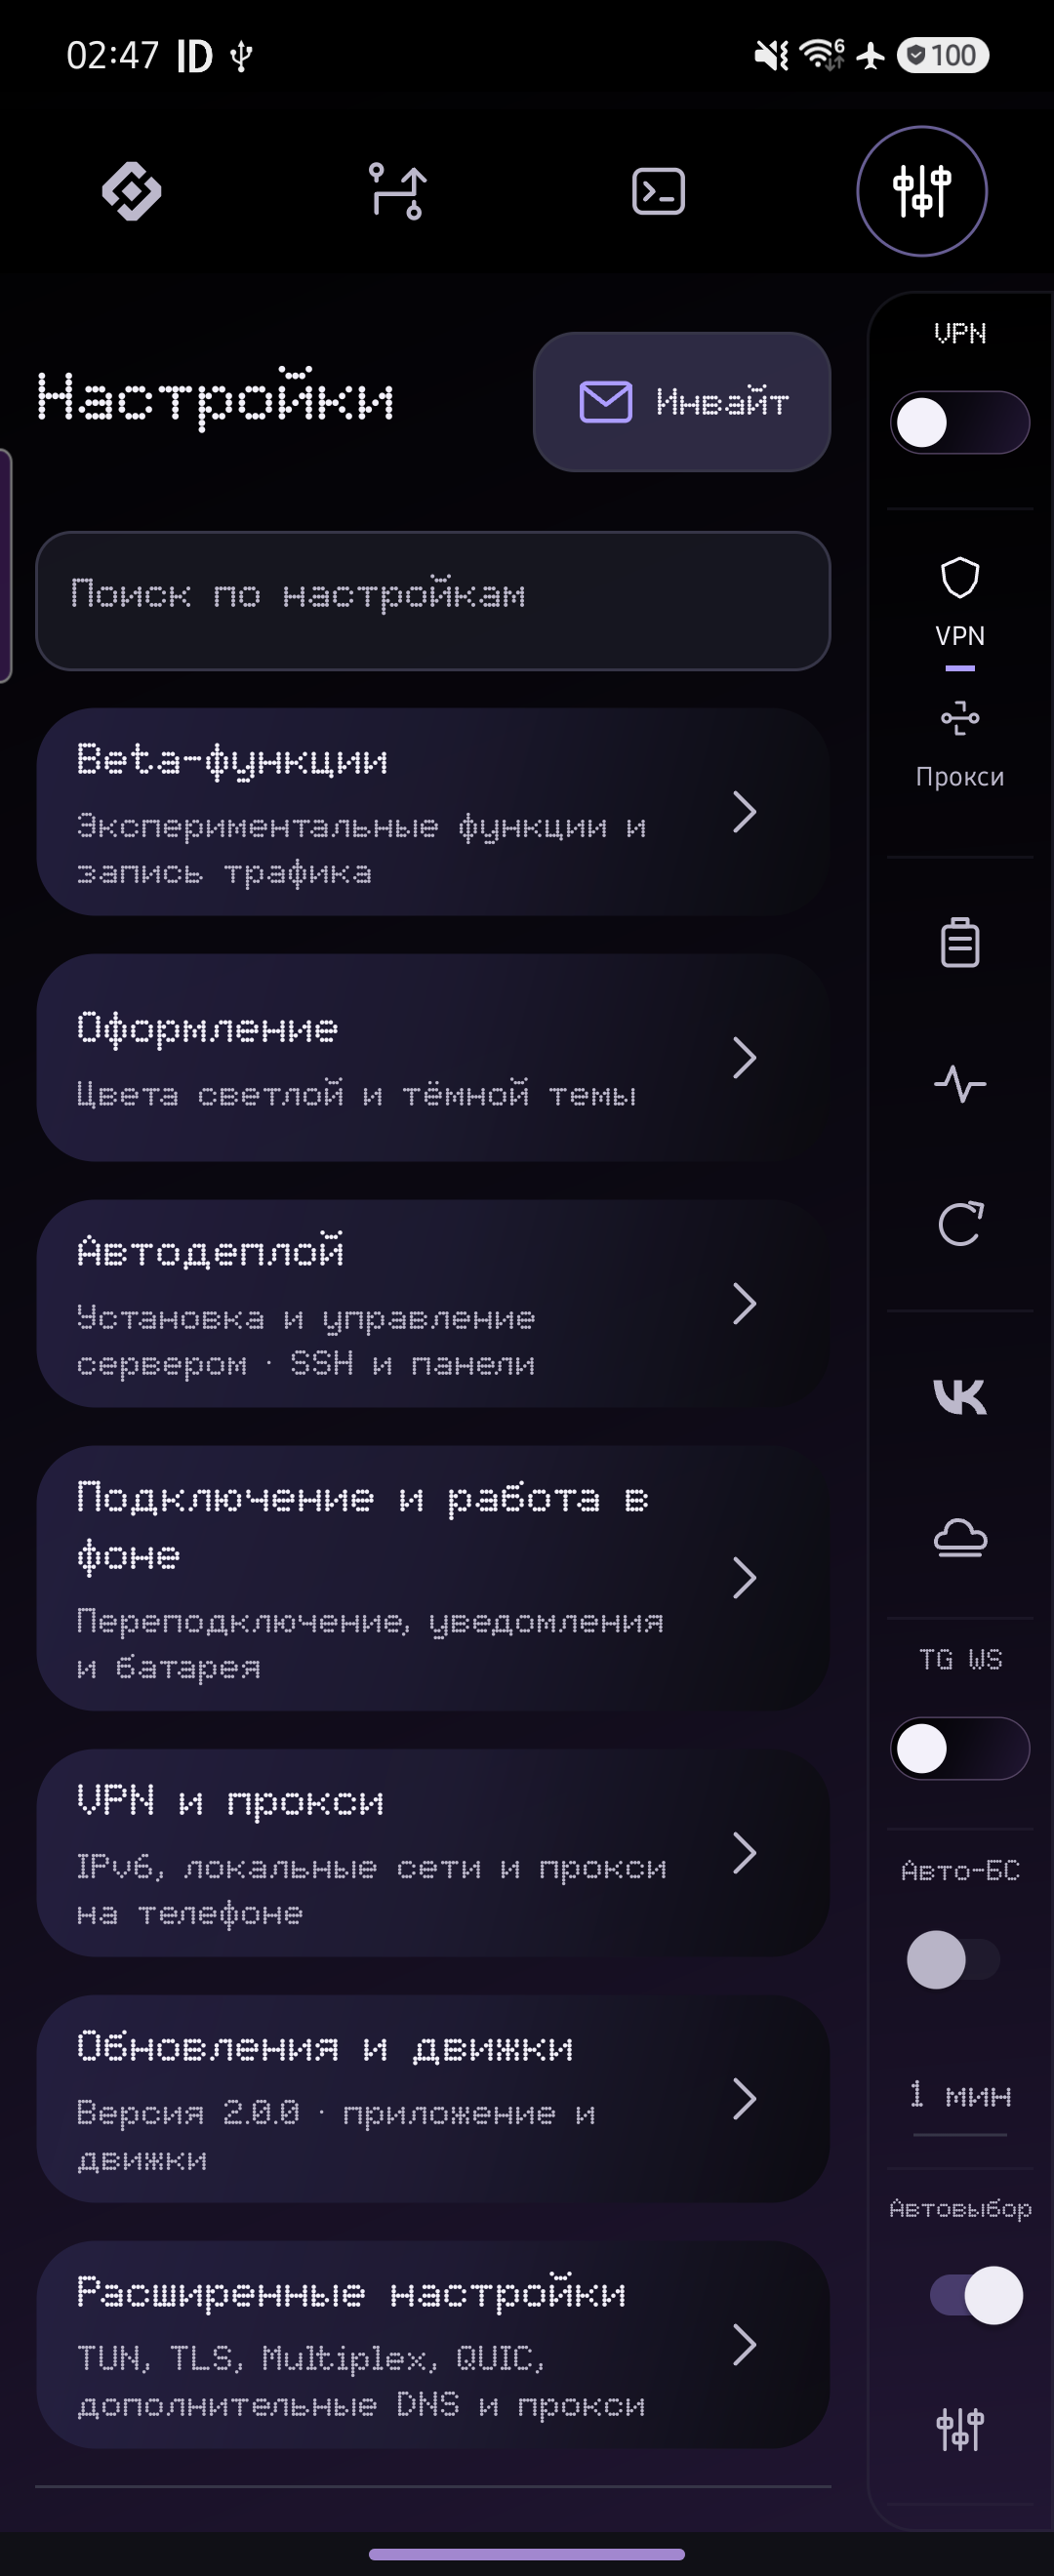 02:47
6
100
Настройки
Инвайт
Поиск по настройкам
Beta-функции
Экспериментальные функции и
запись трафика
Оформление
Цвета светлой и тёмной темы
Автодеплой
Установка и управление
сервером · SSH и панели
Подключение и работа в
фоне
Переподключение, уведомления
и батарея
VPN и прокси
IPv6, локальные сети и прокси
на телефоне
Обновления и движки
Версия 2.0.0 · приложение и
движки
Расширенные настройки
TUN, TLS, Multiplex, QUIC,
дополнительные DNS и прокси
VPN
VPN
Прокси
TG WS
Авто-БС
1 мин
Автовыбор